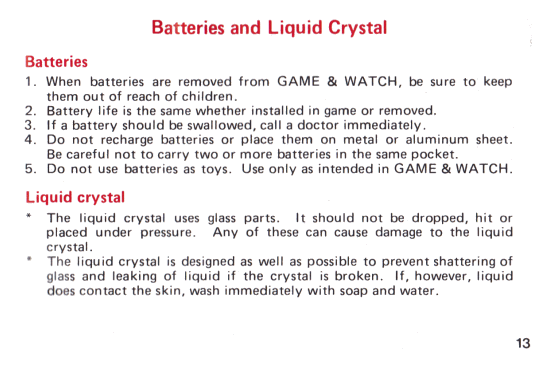 Batteries and Liquid Crystal
Batteries
1. When batteries are removed from GAME & WATCH, be sure to keep
them out of reach of children.
2. Battery life is the same whether installed in game or removed.
3. If a battery should be swallowed, call a doctor immediately.
4. Do not recharge batteries or place them on metal or aluminum sheet.
Be careful not to carry two or more batteries in the same pocket.
5. Do not use batteries as toys. Use only as intended in GAME & WATCH.
Liquid crystal
* The liquid crystal uses glass parts. It should not be dropped, hit or
placed under pressure. Any of these can cause damage to the liquid
crystal.
* The liquid crystal is designed as well as possible to prevent shattering of
glass and leaking of liquid if the crystal is broken. If, however, liquid
does contact the skin, wash immediately with soap and water.
13